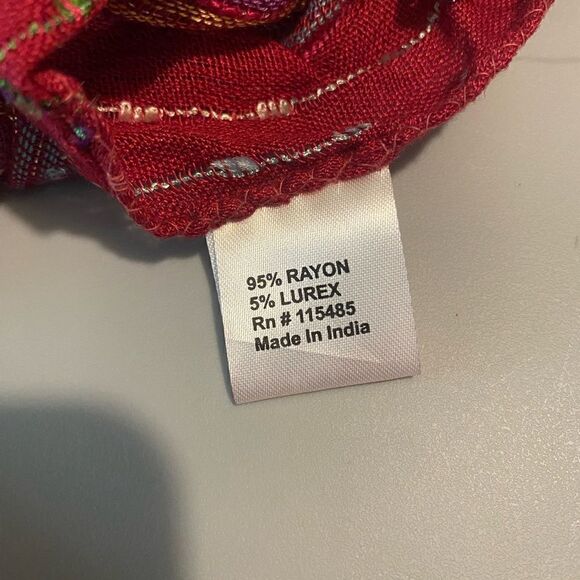 95% RAYON
5% LUREX
Rn # 115485
Made In India